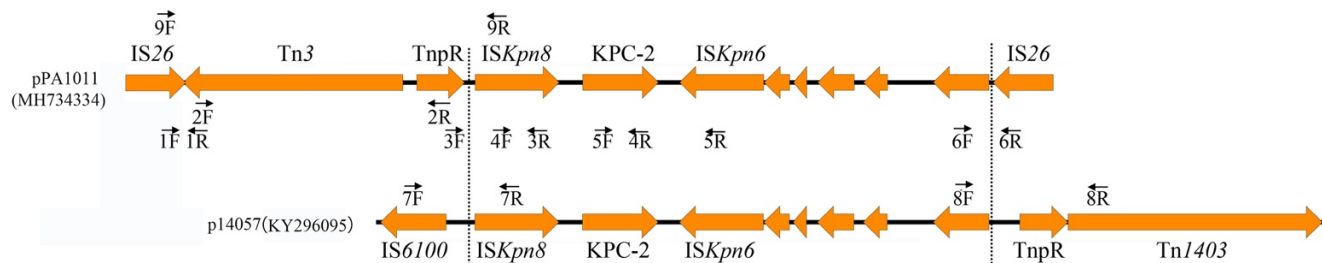 9F 9R
IS26 Tn3 TnpR ISKpn8 KPC-2 ISKpn6 IS26
pPA1011
(MH734334)
2F 2R
1F 1R 3F 4F 3R 5F 4R 5R 6F 6R
7F 7R 8F 8R
p14057(KY296095)
IS6100 ISKpn8 KPC-2 ISKpn6 TnpR Tn1403